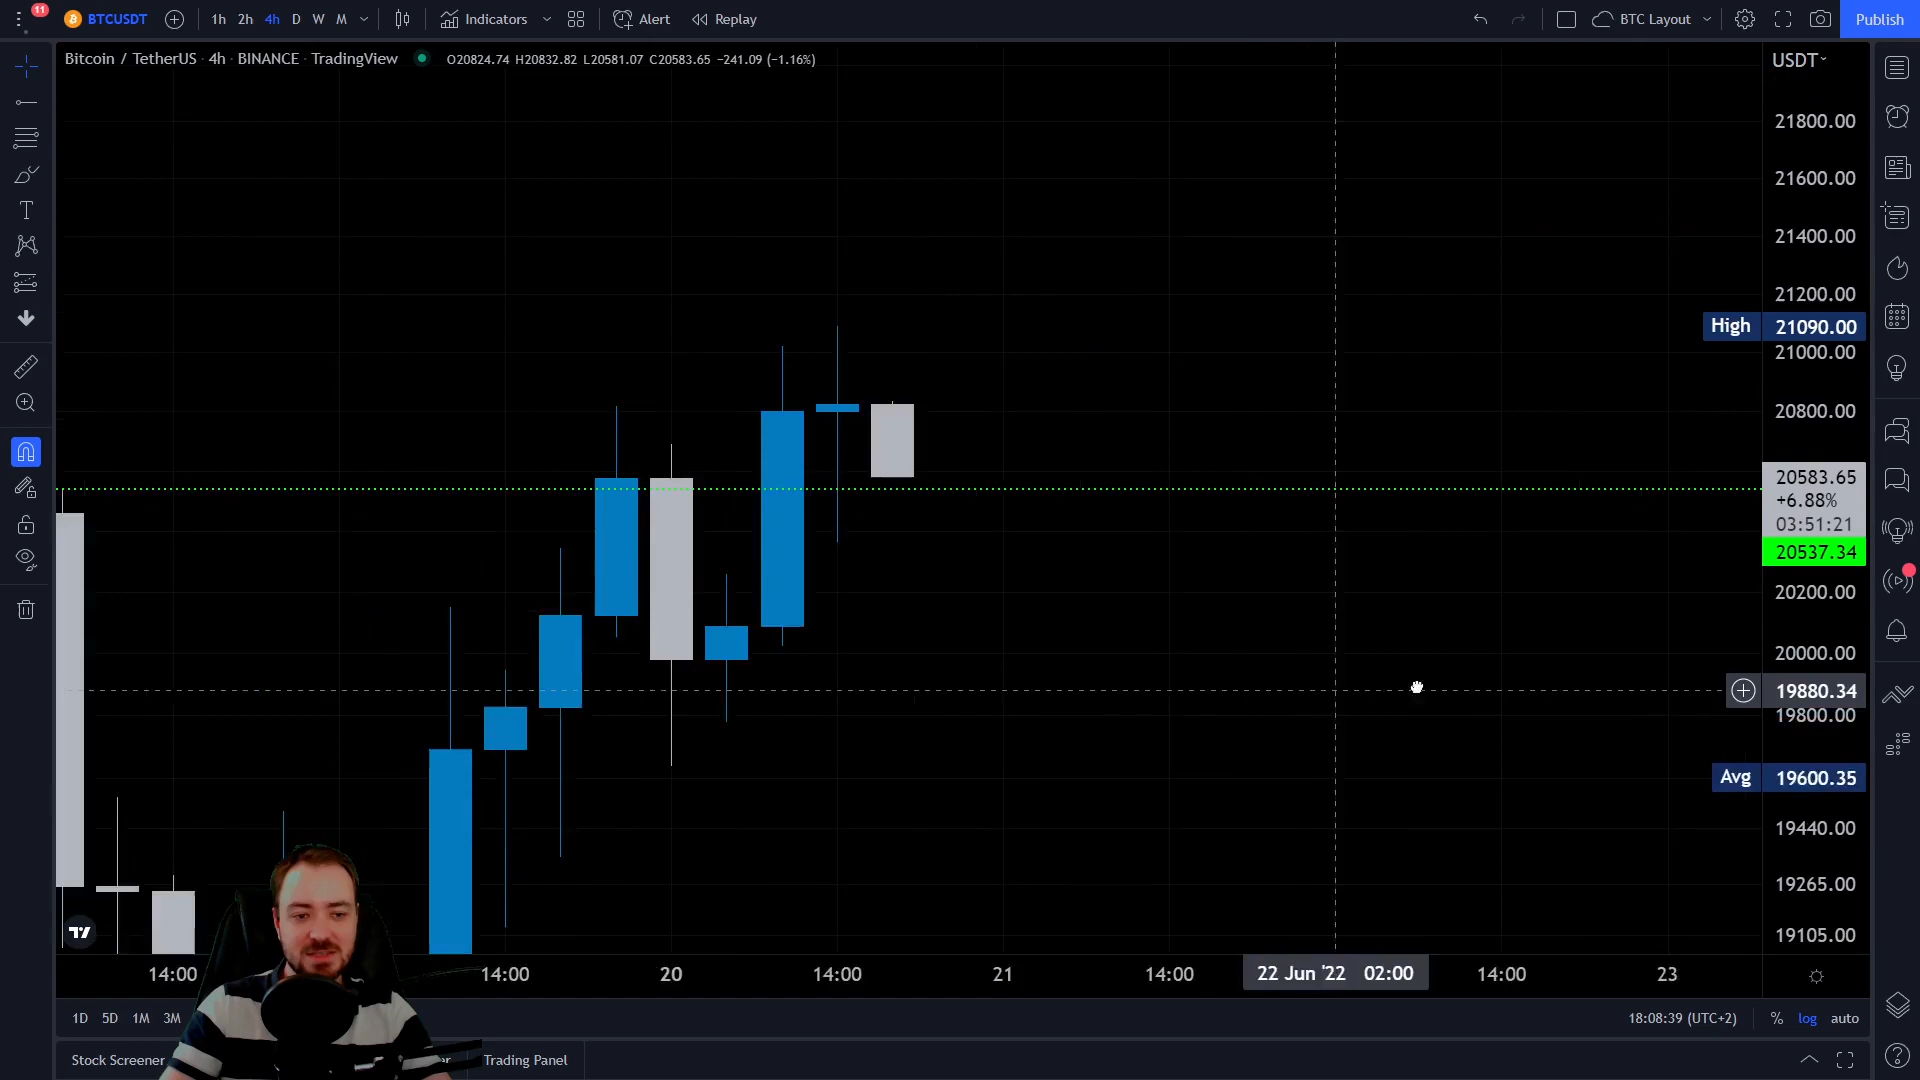 11
BTCUSDT 1h 2h 4h D W M Indicators Alert Replay BTC Layout Publish
Bitcoin / TetherUS · 4h · BINANCE · TradingView O20824.74 H20832.82 L20581.07 C20583.65 −241.09 (−1.16%)
USDT
21800.00
21600.00
21400.00
21200.00
High 21090.00
21000.00
20800.00
20583.65
+6.88%
03:51:21
20537.34
20200.00
20000.00
19880.34
19800.00
Avg 19600.35
19440.00
19265.00
19105.00
14:00 14:00 20 14:00 21 14:00 22 Jun '22 02:00 14:00 23
1D 5D 1M 3M 18:08:39 (UTC+2) % log auto
Stock Screener er Trading Panel